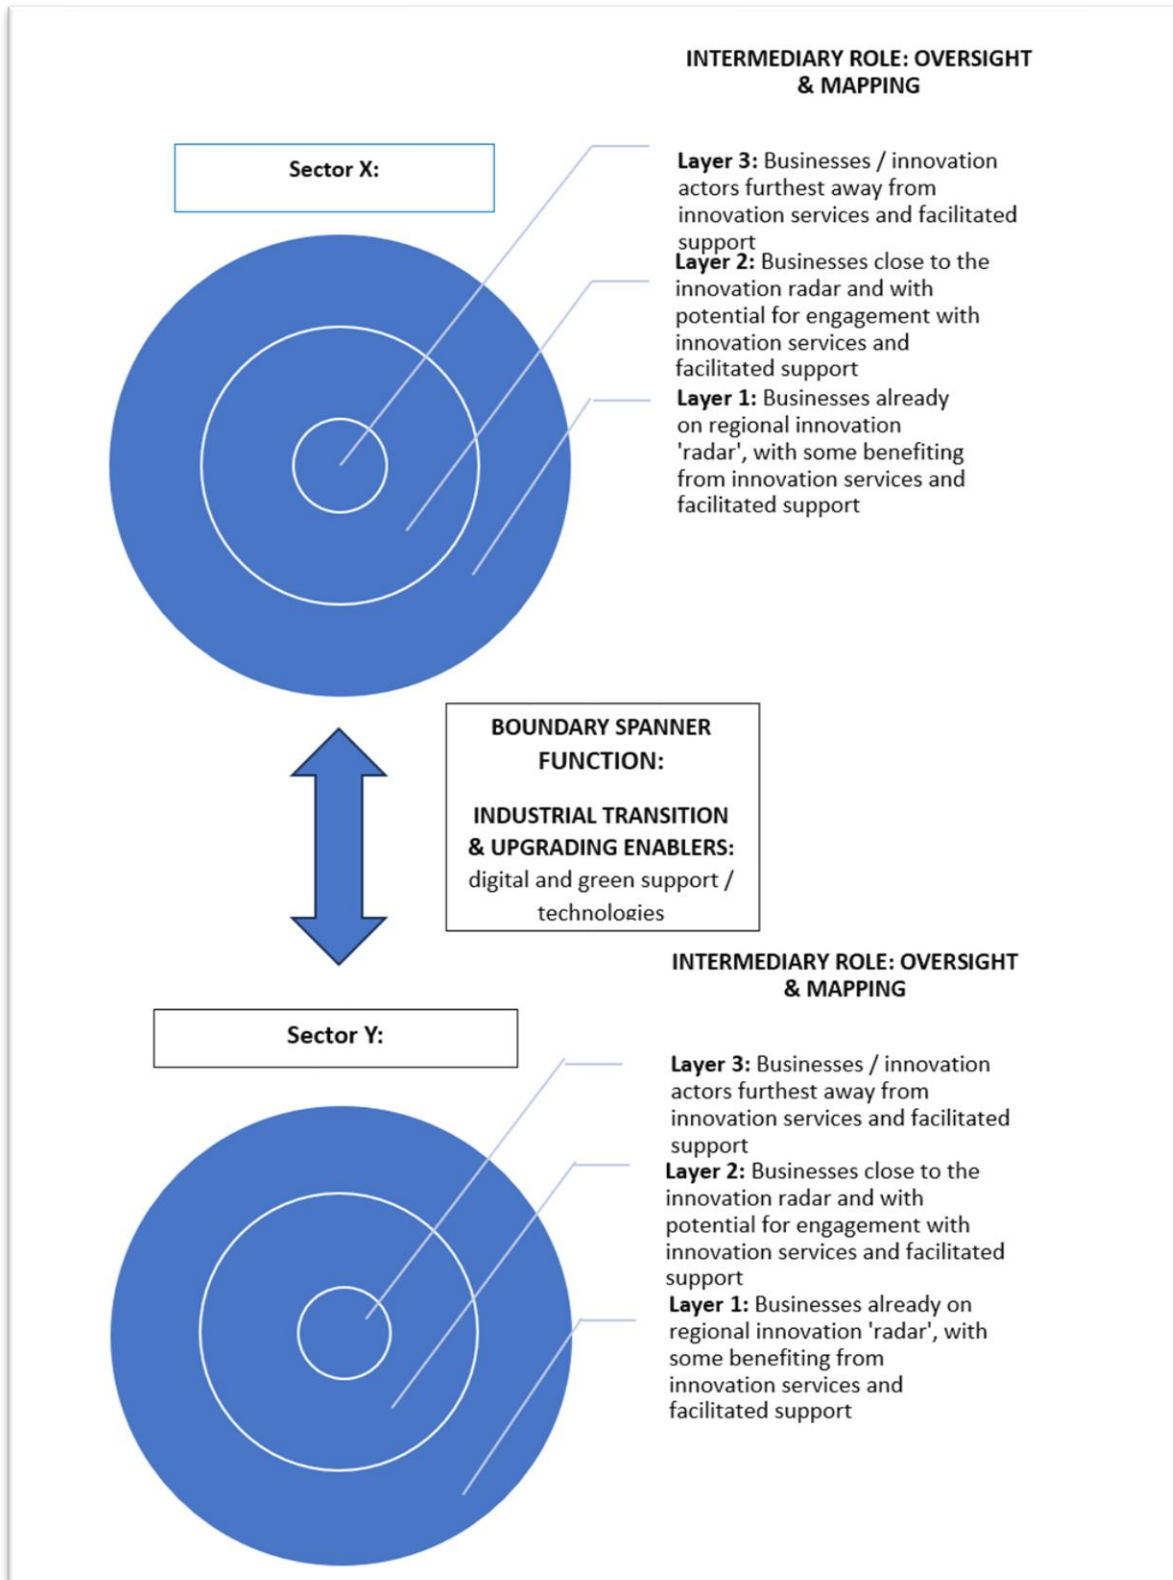 INTERMEDIARY ROLE: OVERSIGHT
& MAPPING
Sector X:
Layer 3: Businesses / innovation
actors furthest away from
innovation services and facilitated
support
Layer 2: Businesses close to the
innovation radar and with
potential for engagement with
innovation services and
facilitated support
Layer 1: Businesses already
on regional innovation
'radar', with some benefiting
from innovation services and
facilitated support
BOUNDARY SPANNER
FUNCTION:
INDUSTRIAL TRANSITION
& UPGRADING ENABLERS:
digital and green support /
technologies
INTERMEDIARY ROLE: OVERSIGHT
& MAPPING
Sector Y:
Layer 3: Businesses / innovation
actors furthest away from
innovation services and facilitated
support
Layer 2: Businesses close to the
innovation radar and with
potential for engagement with
innovation services and facilitated
support
Layer 1: Businesses already on
regional innovation 'radar', with
some benefiting from
innovation services and
facilitated support